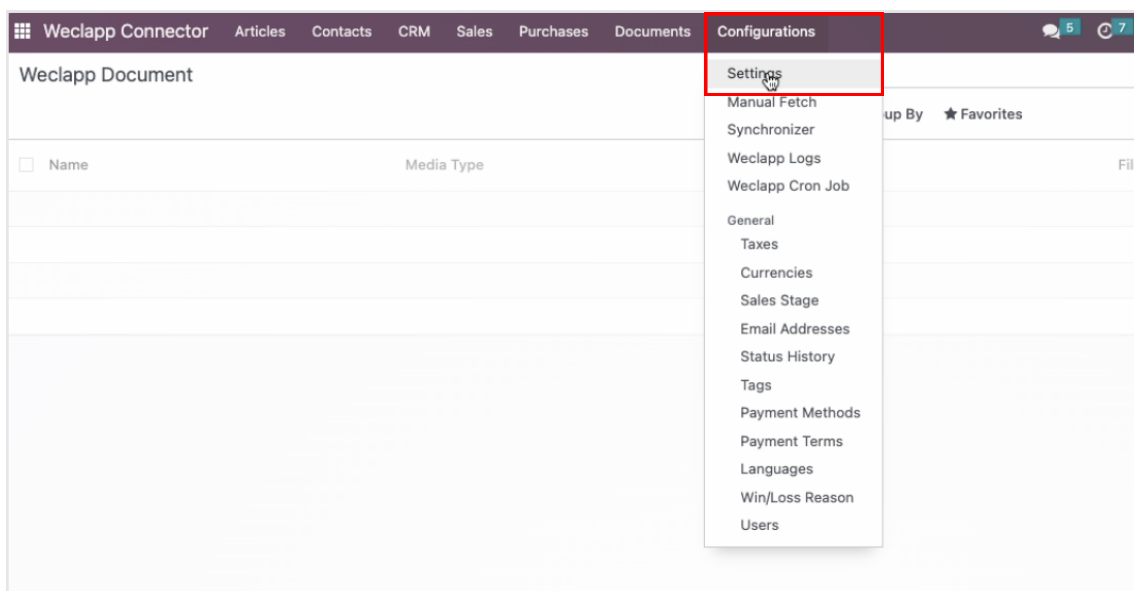 Weclapp Connector Articles Contacts CRM Sales Purchases Documents Configurations 5 7
Weclapp Document
Settings
Manual Fetch
up By Favorites
Synchronizer
Name Media Type Weclapp Logs Fil
Weclapp Cron Job
General
Taxes
Currencies
Sales Stage
Email Addresses
Status History
Tags
Payment Methods
Payment Terms
Languages
Win/Loss Reason
Users